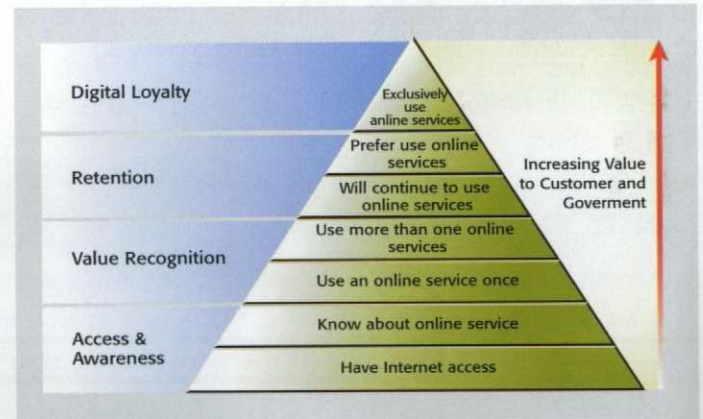 Digital Loyalty
Exclusively
use
anline services
Retention
Prefer use online
services
Will continue to use
online services
Value Recognition
Use more than one online
services
Use an online service once
Access &
Awareness
Know about online service
Have Internet access
Increasing Value
to Customer and
Goverment